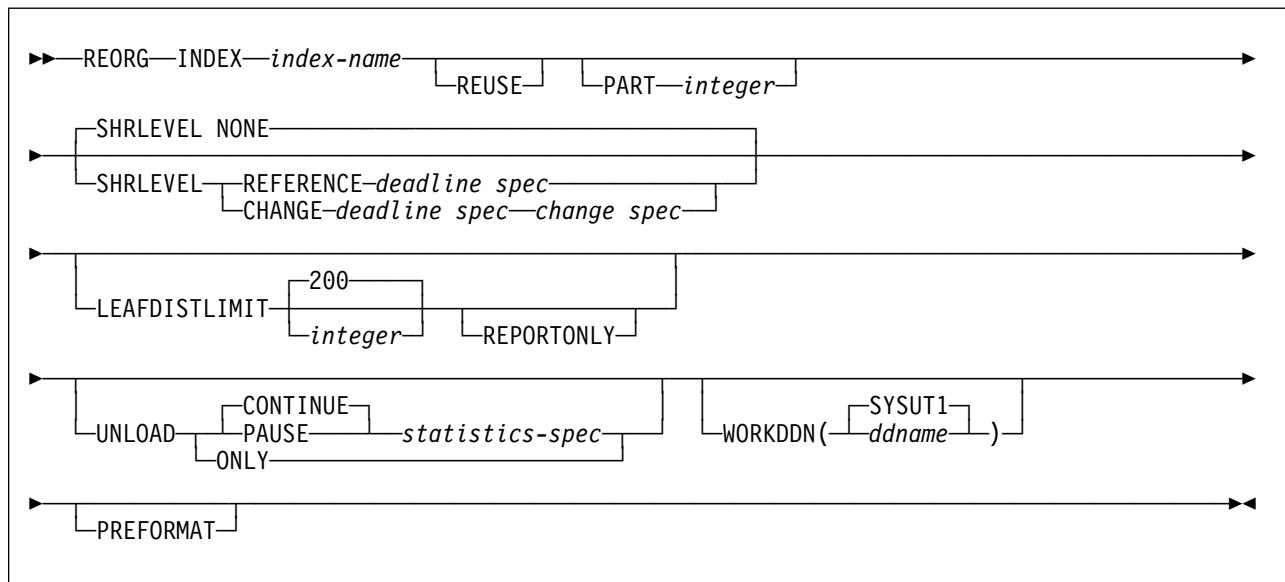 REORG INDEX index-name
REUSE PART integer
SHRLEVEL NONE
SHRLEVEL REFERENCE deadline spec
CHANGE deadline spec change spec
200
LEAFDISTLIMIT
integer REPORTONLY
CONTINUE SYSUT1
UNLOAD PAUSE statistics-spec WORKDDN( ddname )
ONLY
PREFORMAT